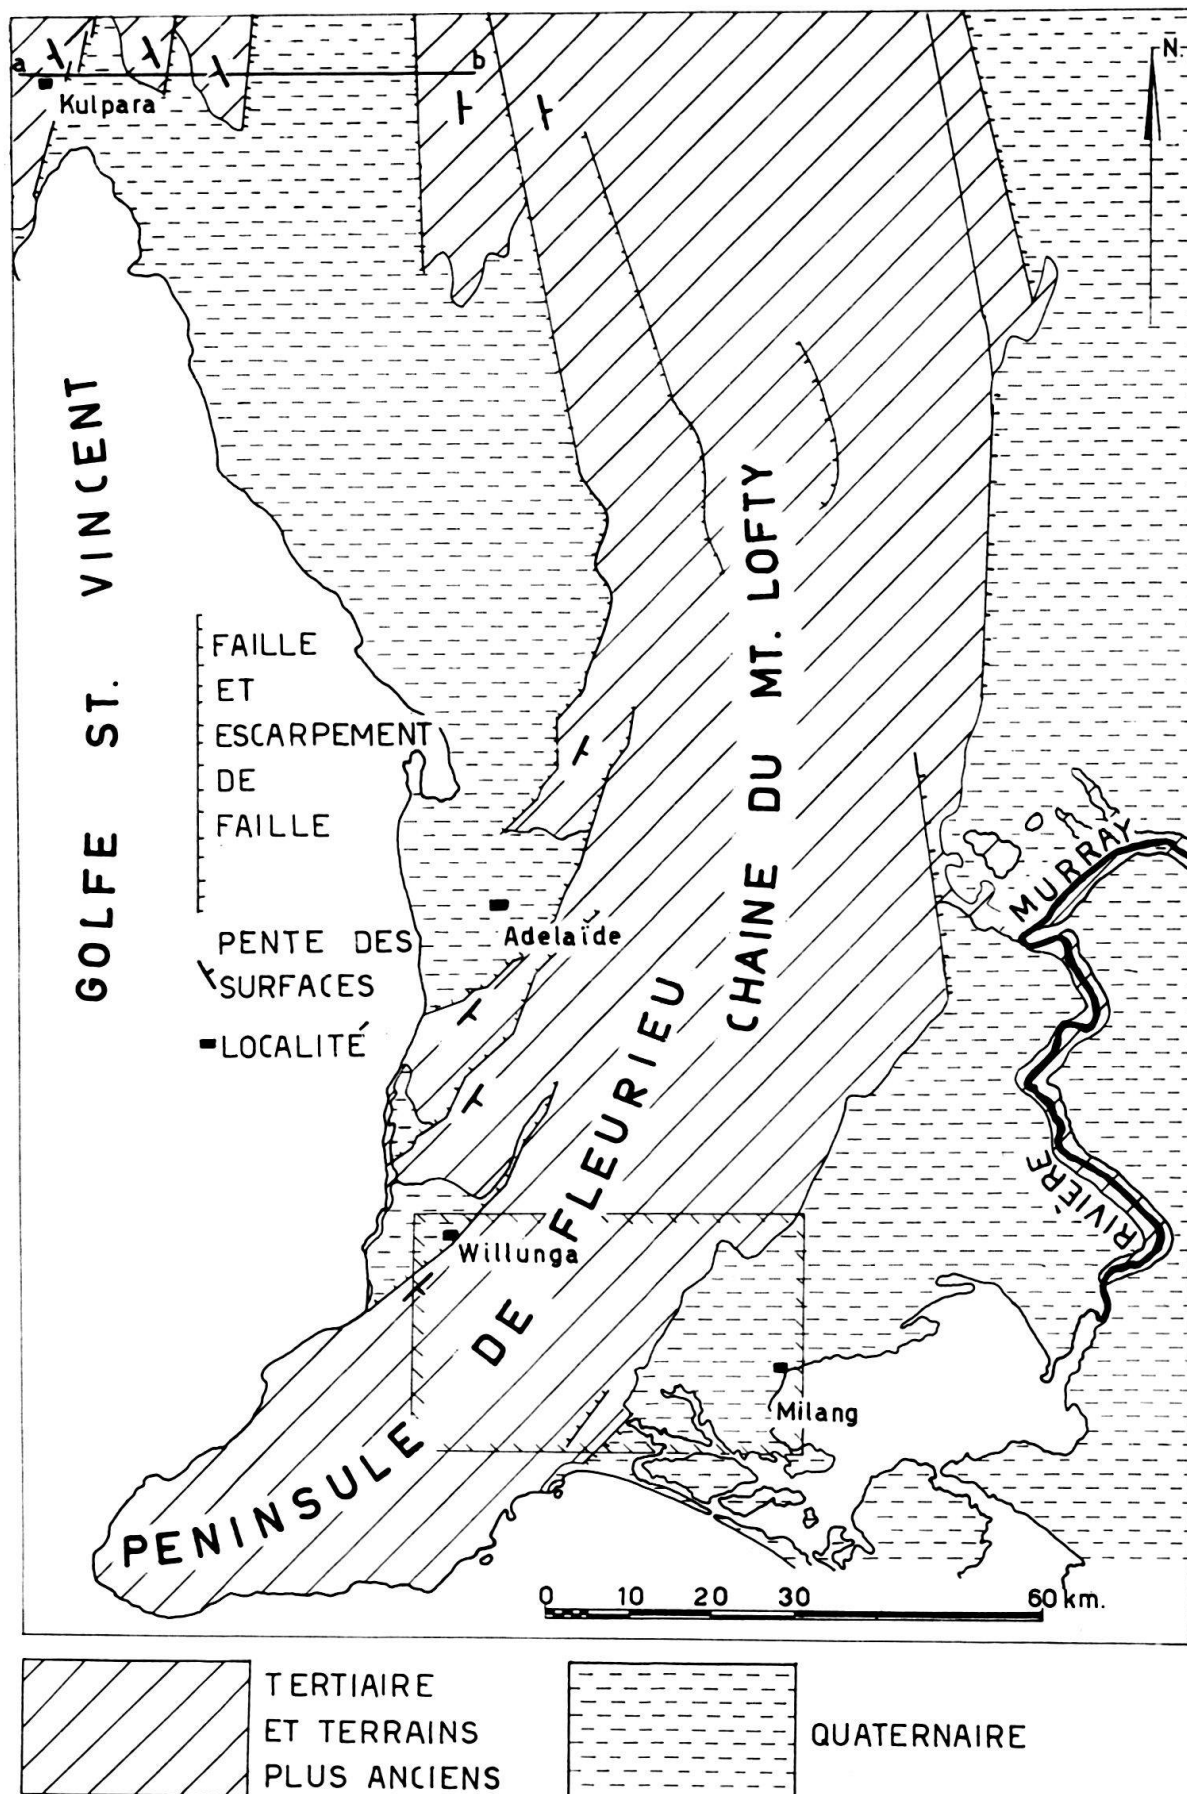 a
b
N.
Kulpara
GOLFE ST. VINCENT
FAILLE
ET
ESCARPEMENT
DE
FAILLE
PENTE DES
SURFACES
LOCALITÉ
CHAINE DU MT. LOFTY
Adelaïde
RIVIÈRE MURRAY
PENINSULE DE FLEURIEU
Willunga
Milang
0 10 20 30 60 km.
TERTIAIRE
ET TERRAINS
PLUS ANCIENS
QUATERNAIRE